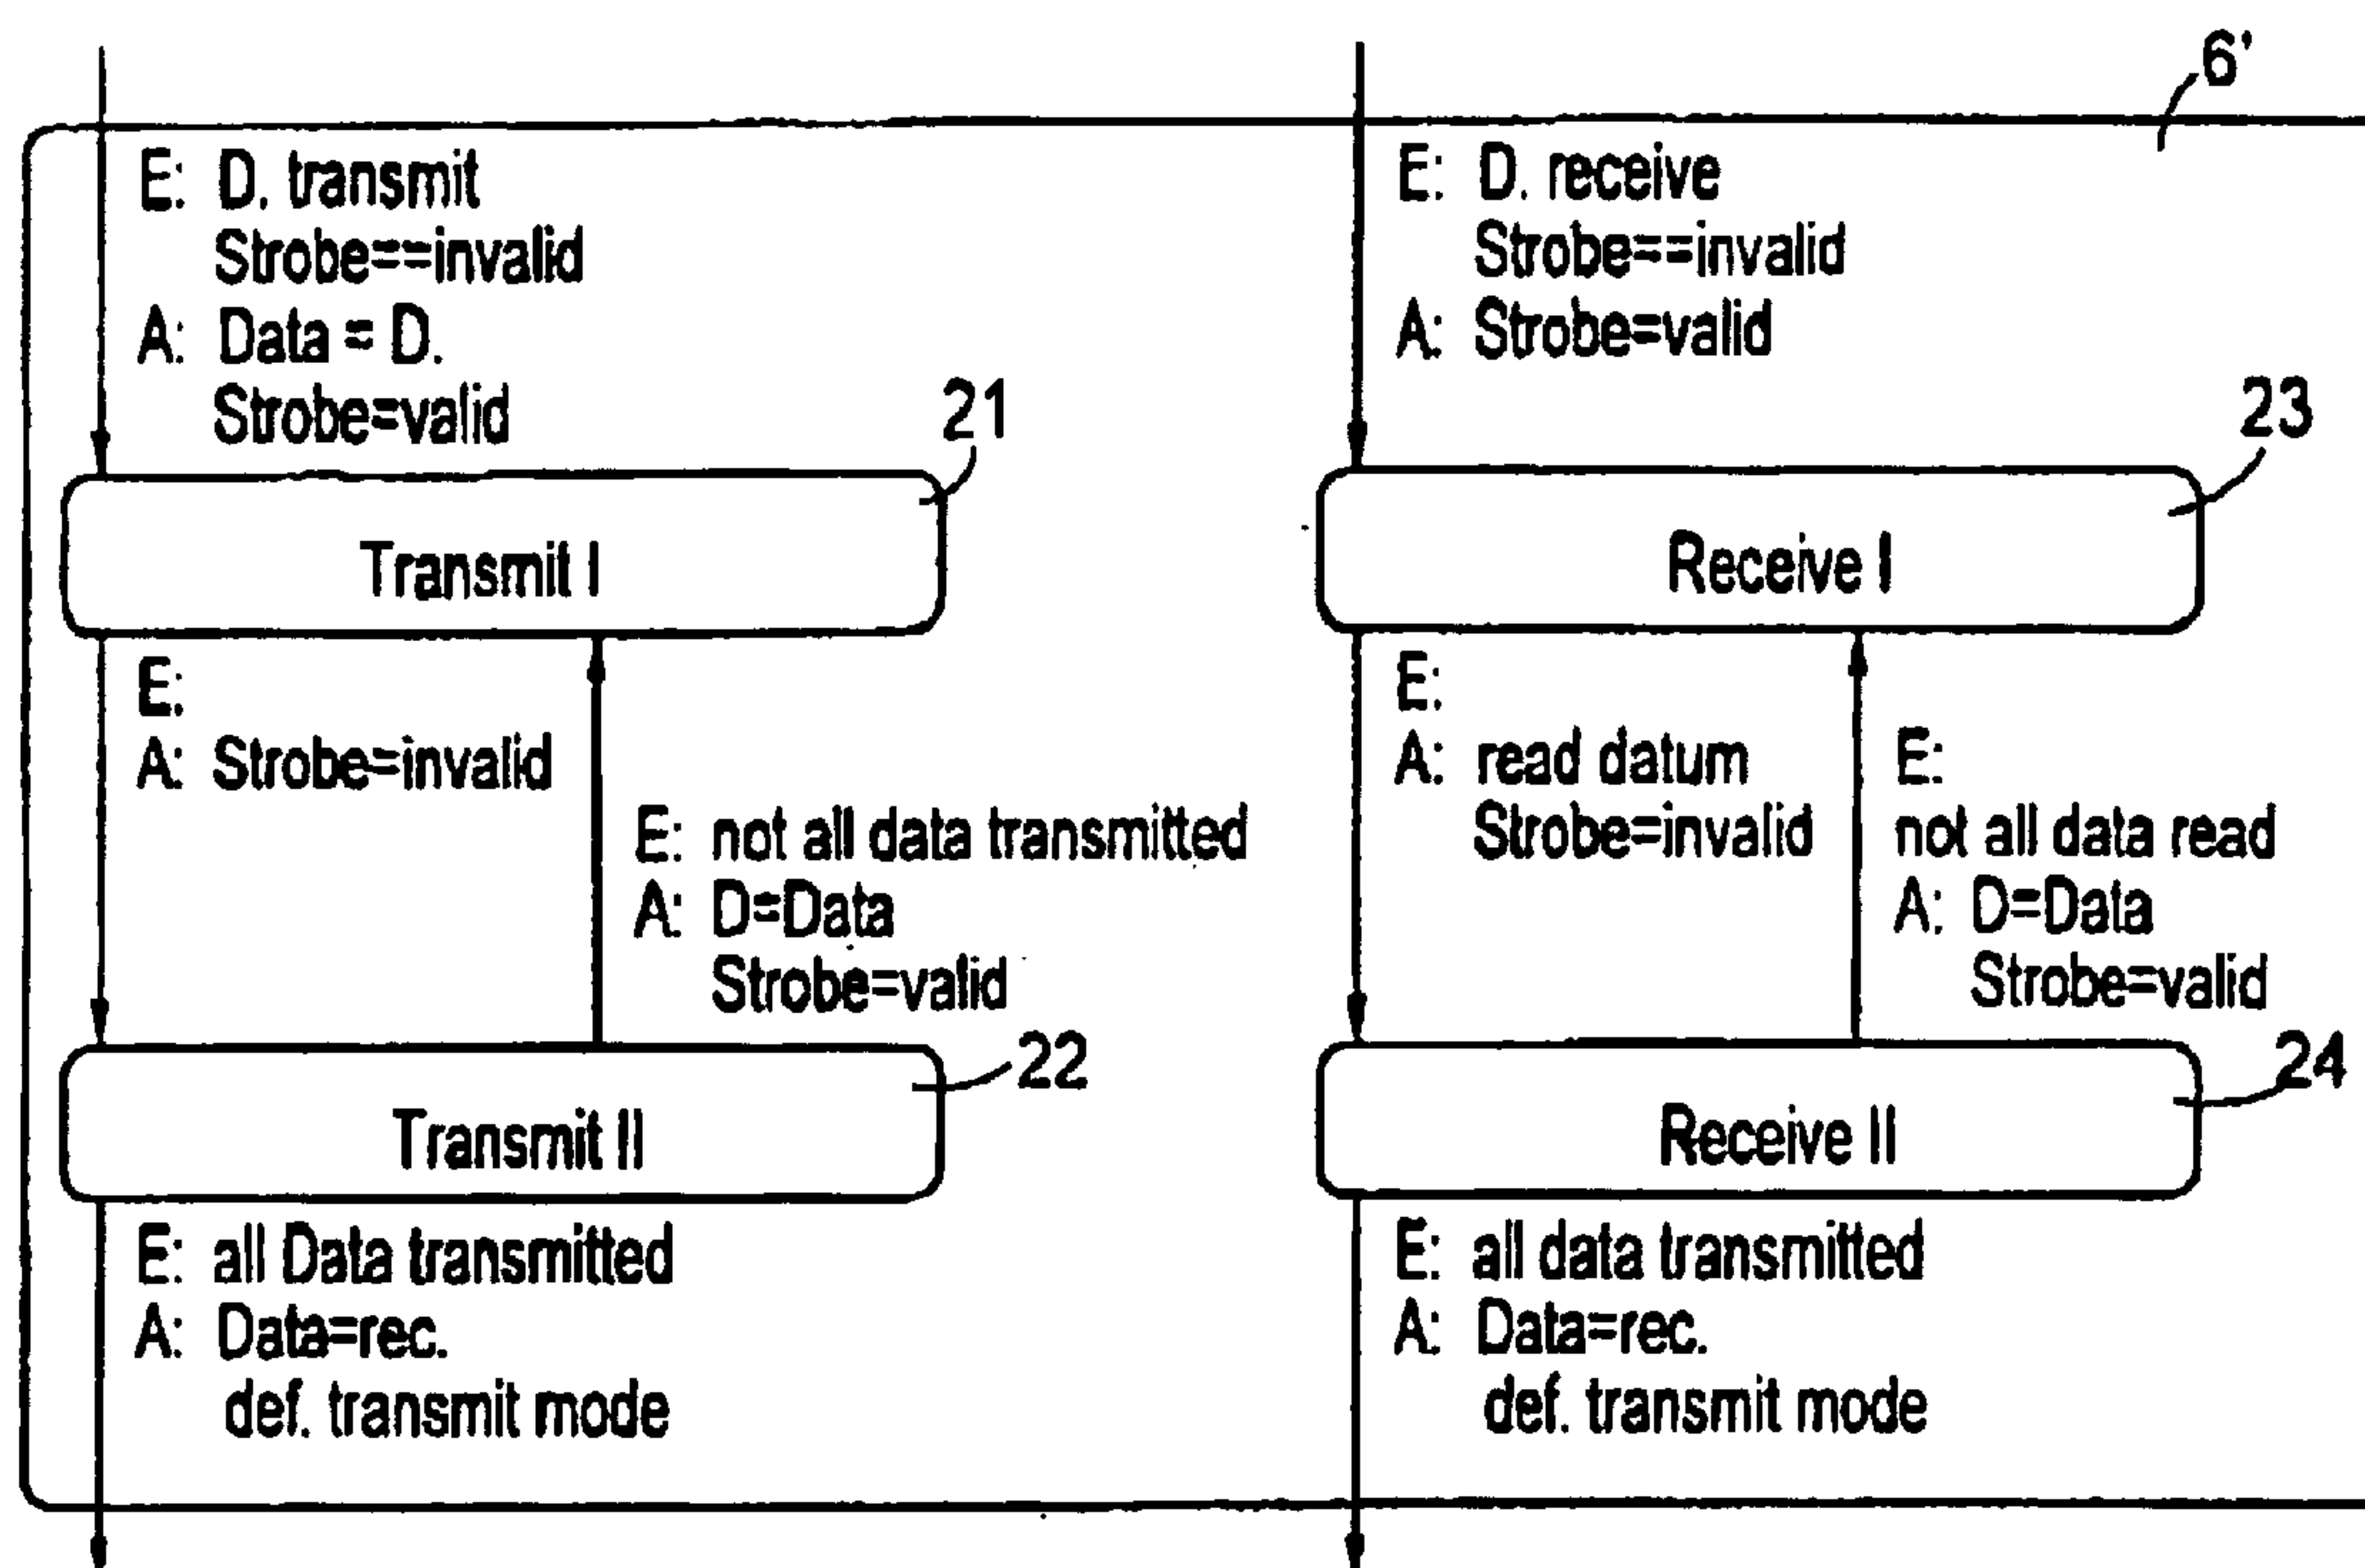 6'
E: D. transmit
Strobe==invalid
A: Data = D.
Strobe=valid
21
Transmit I
E:
A: Strobe=invalid
E: not all data transmitted
A: D=Data
Strobe=valid
22
Transmit II
E: all Data transmitted
A: Data=rec.
def. transmit mode
E: D. receive
Strobe==invalid
A: Strobe=valid
23
Receive I
E:
A: read datum
Strobe=invalid
E:
not all data read
A: D=Data
Strobe=valid
24
Receive II
E: all data transmitted
A: Data=rec.
def. transmit mode